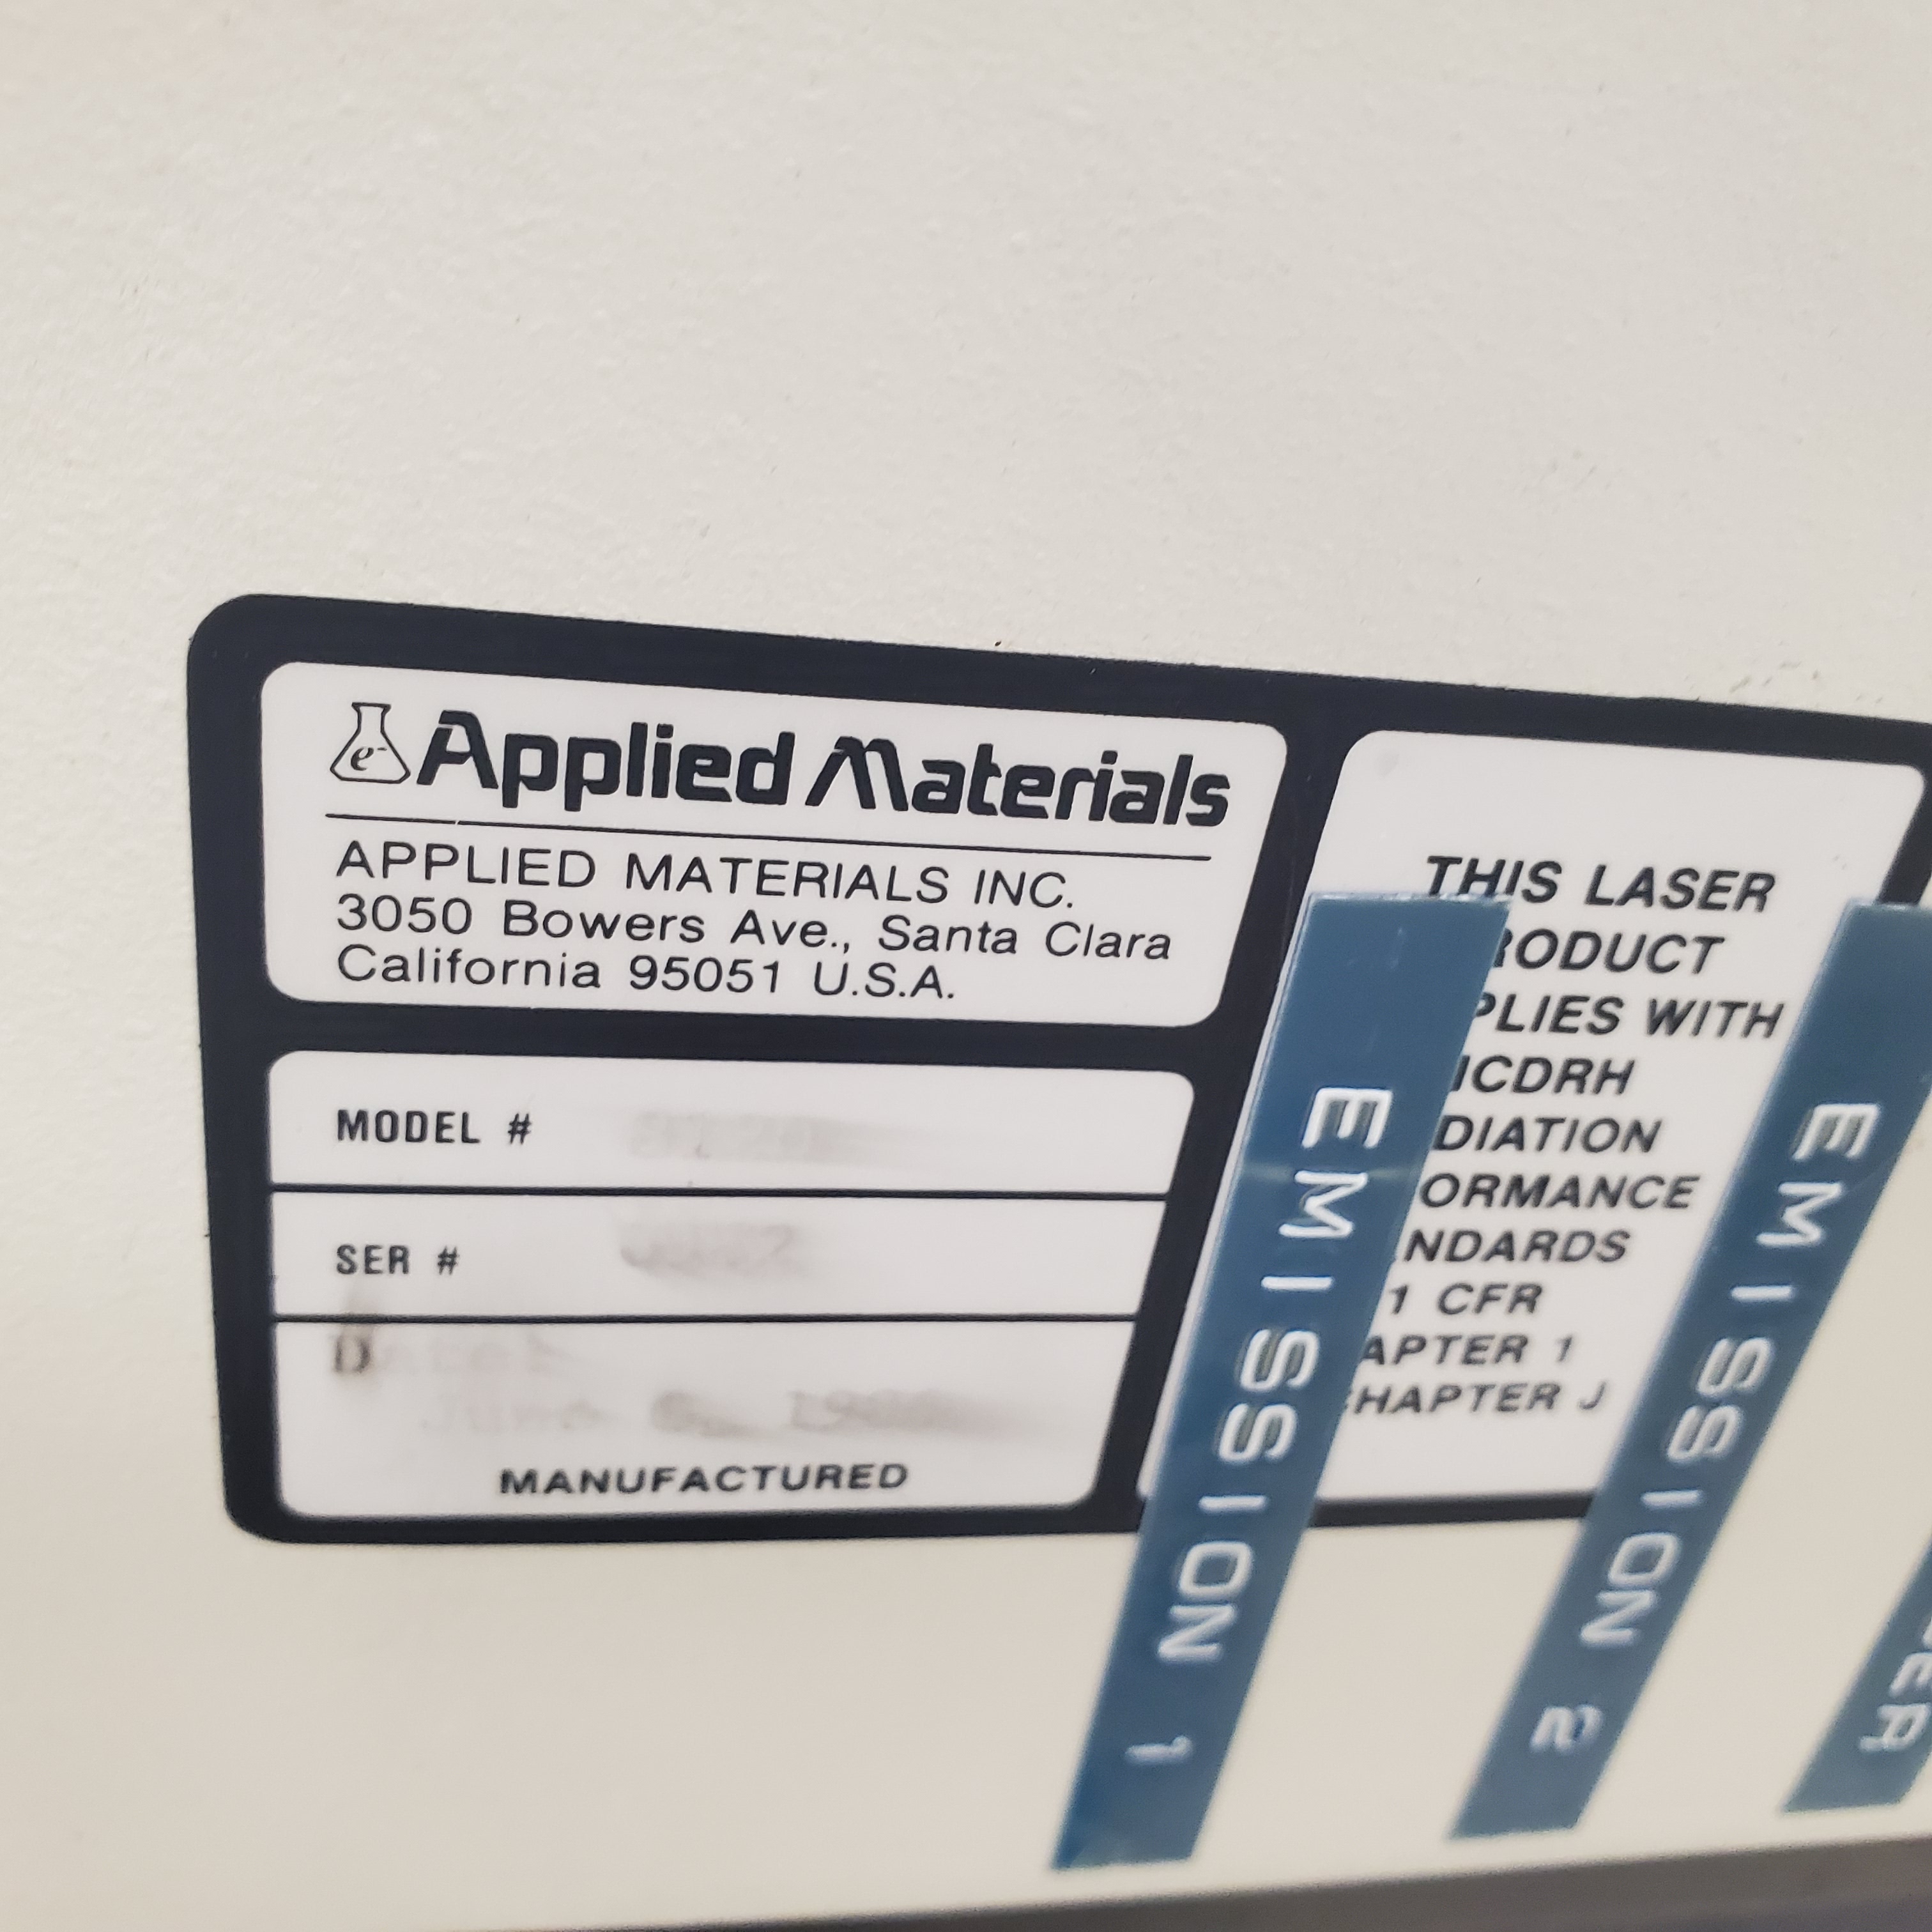 e-
Applied Materials
APPLIED MATERIALS INC.
3050 Bowers Ave., Santa Clara
California 95051 U.S.A.
MODEL #
SER #
MANUFACTURED
THIS LASER
RODUCT
PLIES WITH
CDRH
DIATION
ORMANCE
NDARDS
1 CFR
APTER 1
HAPTER J
EMISSION 1
EMISSION 2